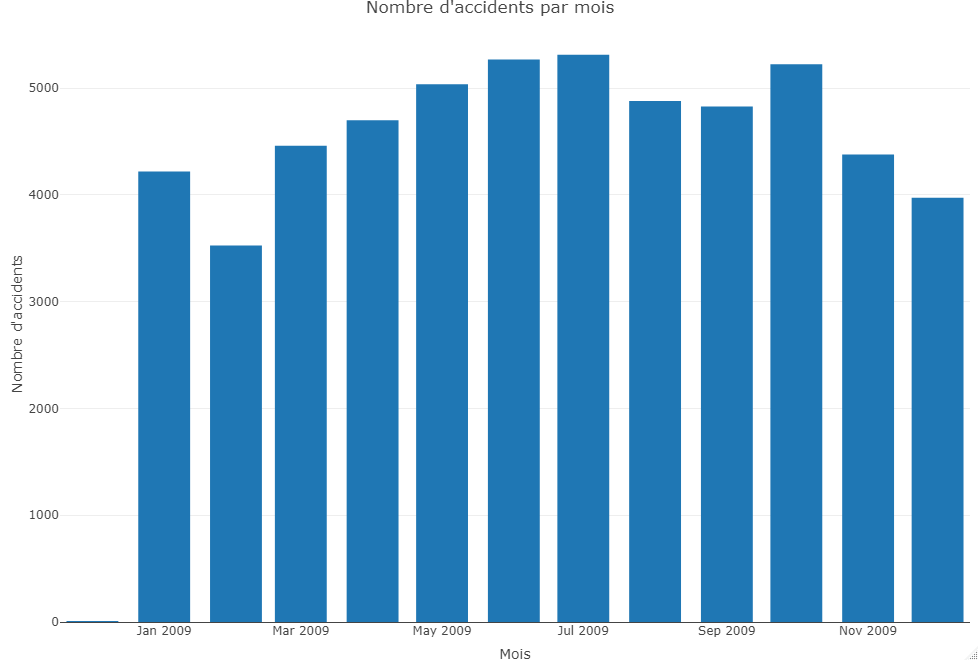 Nombre d'accidents par mois
Nombre d'accidents
5000
4000
3000
2000
1000
0
Jan 2009 Mar 2009 May 2009 Jul 2009 Sep 2009 Nov 2009
Mois